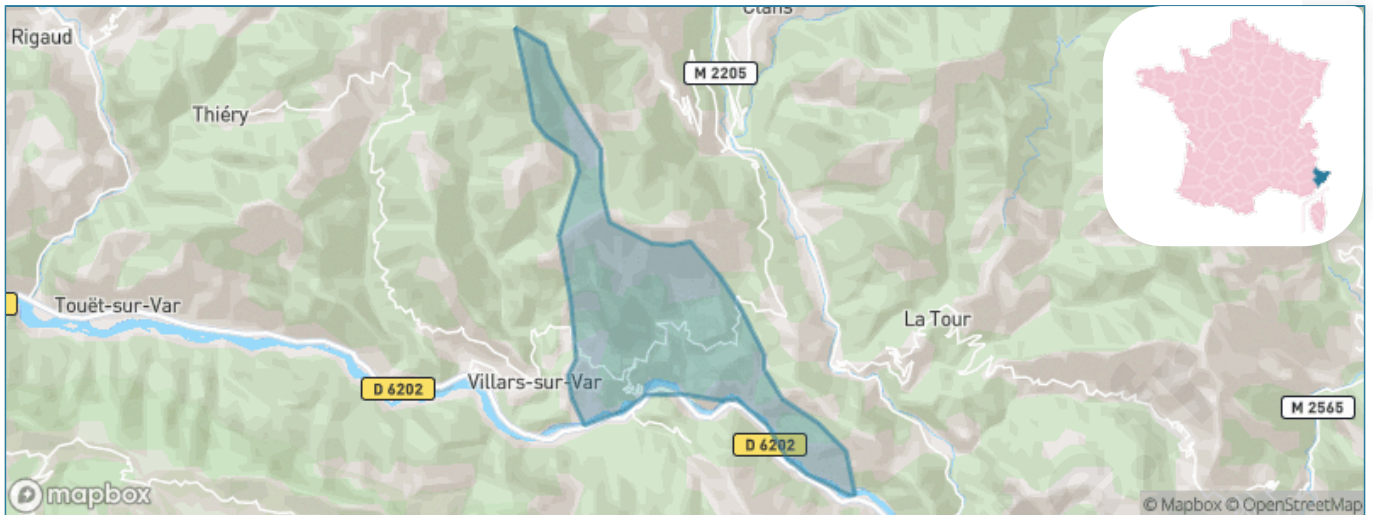 Clans
Rigaud
M 2205
Thiéry
Touët-sur-Var
La Tour
Villars-sur-Var
D 6202
M 2565
D 6202
mapbox
© Mapbox © OpenStreetMap